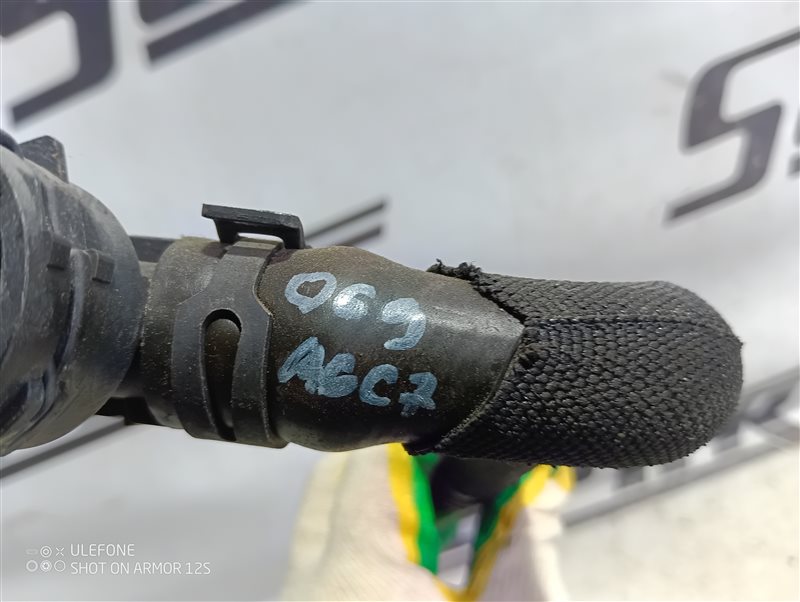 069
AGC7
ULEFONE
SHOT ON ARMOR 12S